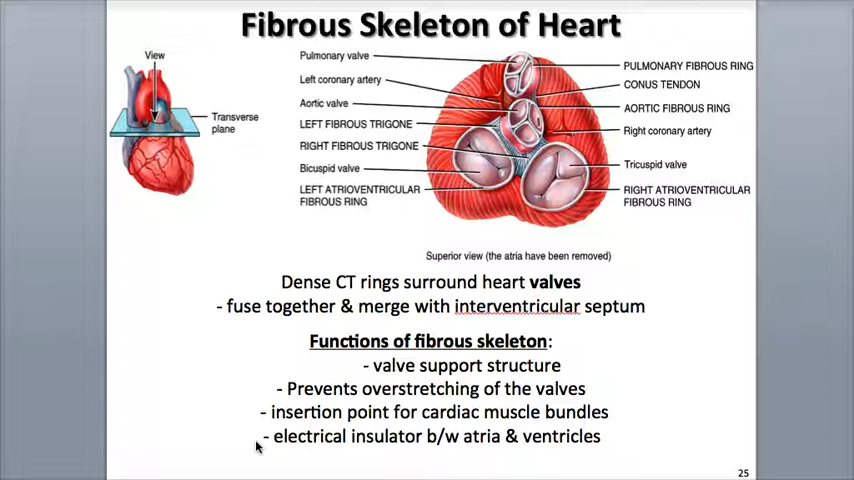 Fibrous Skeleton of Heart
View
Transverse
plane
Pulmonary valve
Left coronary artery
Aortic valve
LEFT FIBROUS TRIGONE
RIGHT FIBROUS TRIGONE
Bicuspid valve
LEFT ATRIOVENTRICULAR
FIBROUS RING
PULMONARY FIBROUS RING
CONUS TENDON
AORTIC FIBROUS RING
Right coronary artery
Tricuspid valve
RIGHT ATRIOVENTRICULAR
FIBROUS RING
Superior view (the atria have been removed)
Dense CT rings surround heart valves
- fuse together & merge with interventricular septum
Functions of fibrous skeleton:
- valve support structure
- Prevents overstretching of the valves
- insertion point for cardiac muscle bundles
- electrical insulator b/w atria & ventricles
25